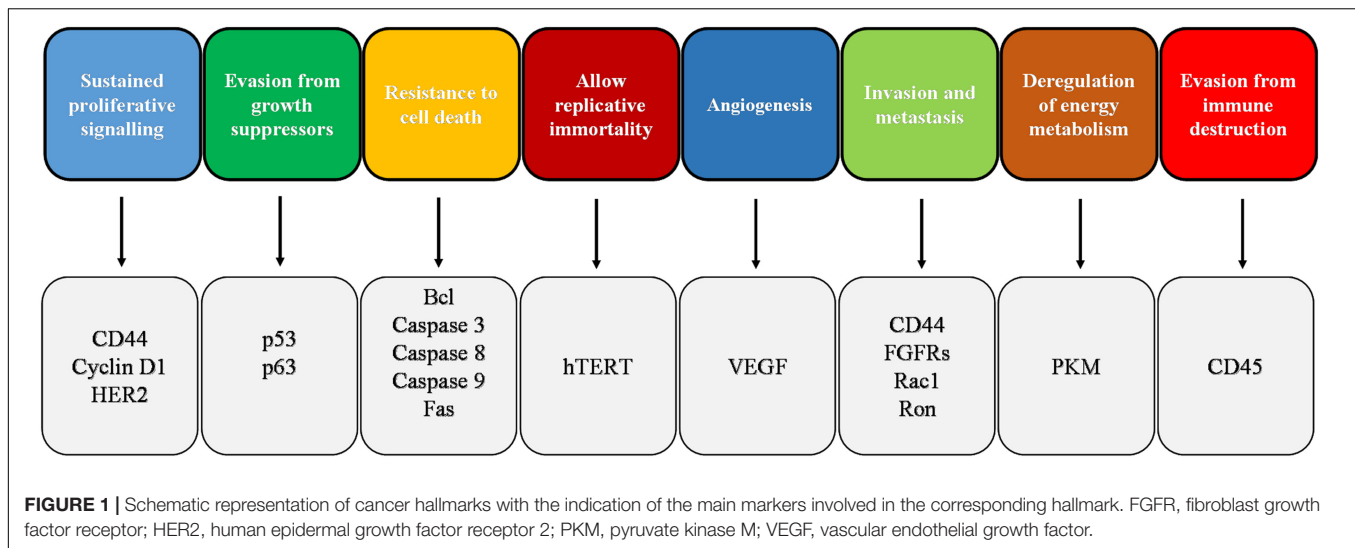 Sustained
proliferative
signalling
Evasion from
growth
suppressors
Resistance to
cell death
Allow
replicative
immortality
Angiogenesis
Invasion and
metastasis
Deregulation
of energy
metabolism
Evasion from
immune
destruction
CD44
Cyclin D1
HER2
p53
p63
Bcl
Caspase 3
Caspase 8
Caspase 9
Fas
hTERT
VEGF
CD44
FGFRs
Rac1
Ron
PKM
CD45
FIGURE 1 | Schematic representation of cancer hallmarks with the indication of the main markers involved in the corresponding hallmark. FGFR, fibroblast growth
factor receptor; HER2, human epidermal growth factor receptor 2; PKM, pyruvate kinase M; VEGF, vascular endothelial growth factor.